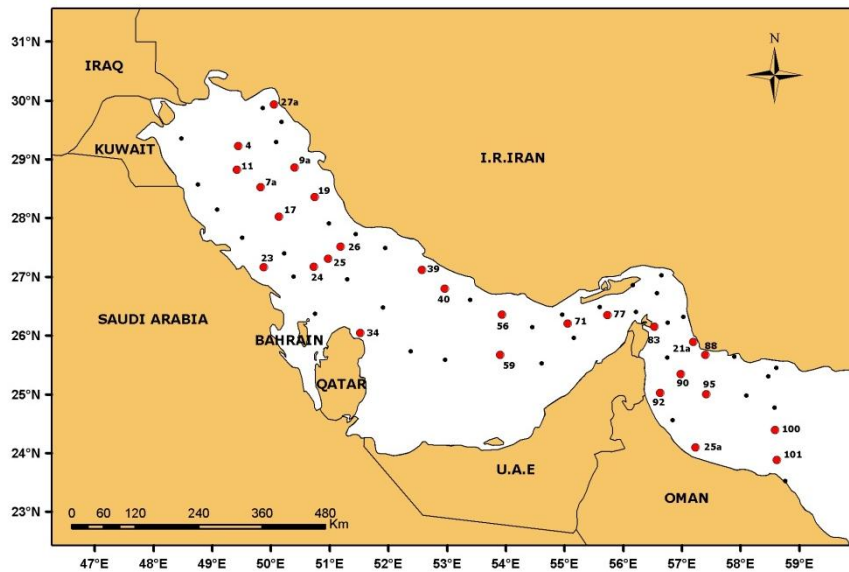 31°N
30°N
29°N
28°N
27°N
26°N
25°N
24°N
23°N
IRAQ
KUWAIT
I.R.IRAN
SAUDI ARABIA
BAHRAIN
QATAR
U.A.E
OMAN
N
27a
4
9a
11
7a
19
17
26
25
23
24
39
40
34
56
71
77
59
83
21a
88
90
95
92
100
25a
101
0 60 120 240 360 480
Km
47°E 48°E 49°E 50°E 51°E 52°E 53°E 54°E 55°E 56°E 57°E 58°E 59°E